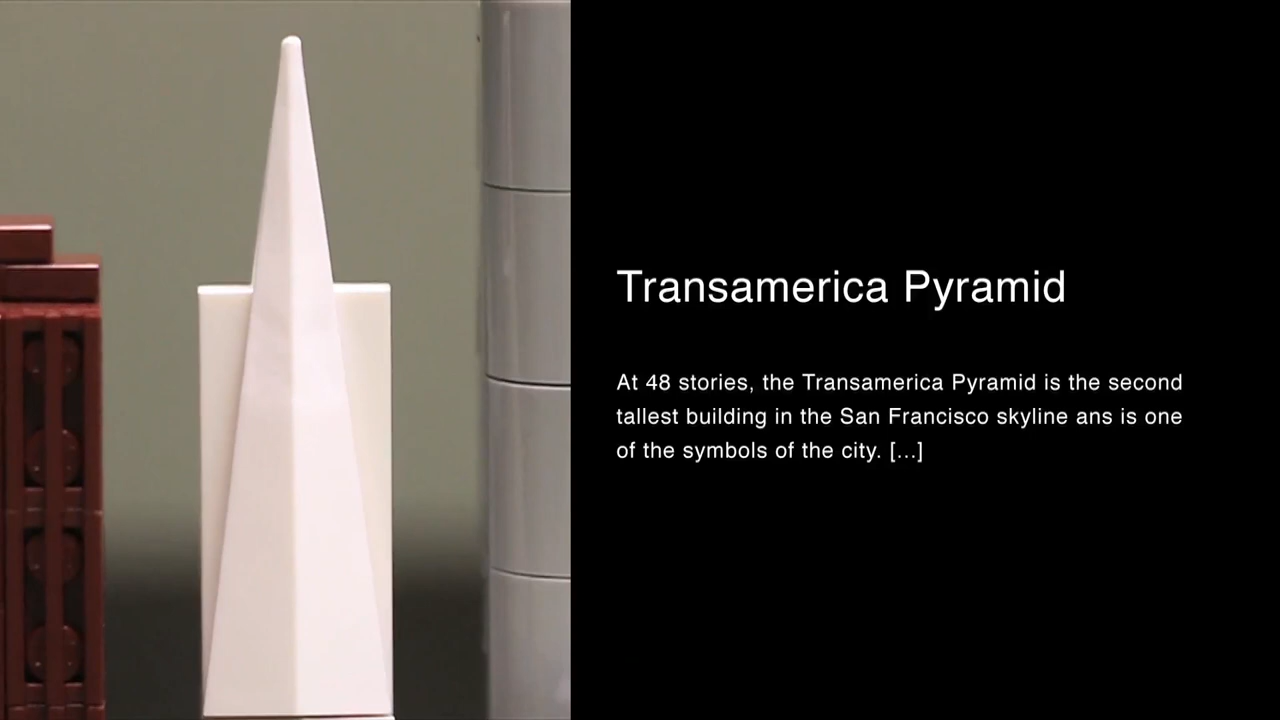 Transamerica Pyramid
At 48 stories, the Transamerica Pyramid is the second
tallest building in the San Francisco skyline ans is one
of the symbols of the city. [...]